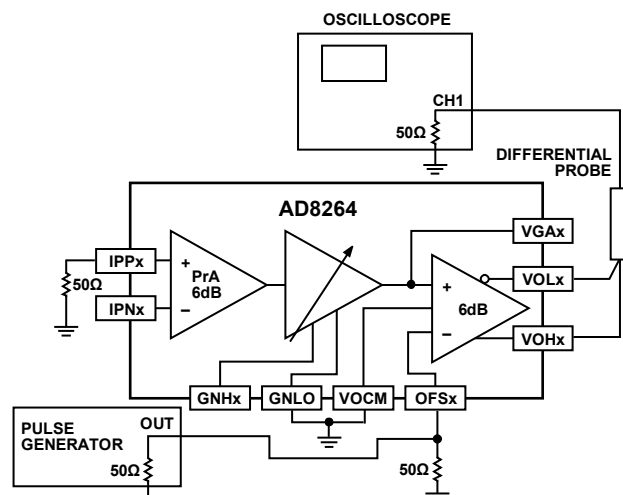 OSCILLOSCOPE
CH1
50Ω
DIFFERENTIAL
PROBE
AD8264
IPPx
+
PrA
6dB
−
50Ω
IPNx
VGAx
+
6dB
−
VOLx
VOHx
GNHx
GNLO
VOCM
OFSx
PULSE
GENERATOR
OUT
50Ω
50Ω